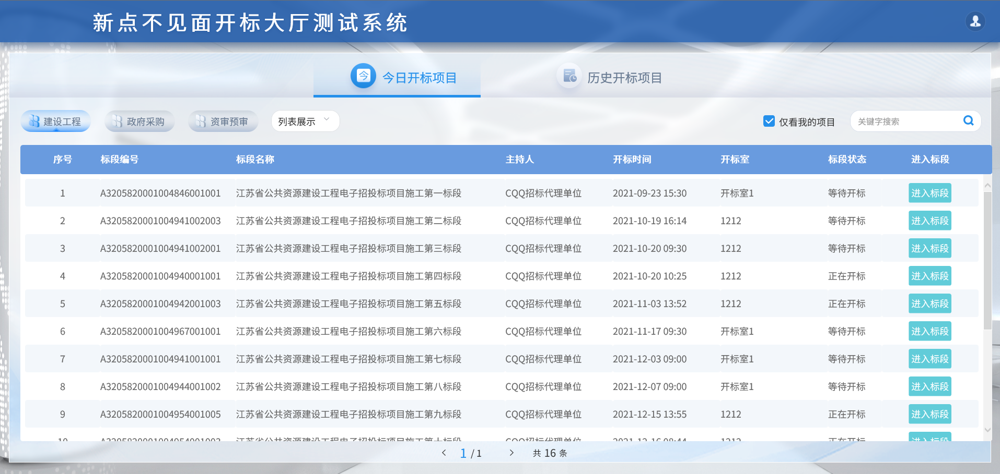 新点不见面开标大厅测试系统
今 今日开标项目 历史开标项目
建设工程 政府采购 资审预审 列表展示 仅看我的项目 关键字搜索
序号 标段编号 标段名称 主持人 开标时间 开标室 标段状态 进入标段
1 A3205820001004846001001 江苏省公共资源建设工程电子招投标项目施工第一标段 CQQ招标代理单位 2021-09-23 15:30 开标室1 等待开标 进入标段
2 A3205820001004941002003 江苏省公共资源建设工程电子招投标项目施工第二标段 CQQ招标代理单位 2021-10-19 16:14 1212 等待开标 进入标段
3 A3205820001004941002001 江苏省公共资源建设工程电子招投标项目施工第三标段 CQQ招标代理单位 2021-10-20 09:30 1212 等待开标 进入标段
4 A3205820001004940001001 江苏省公共资源建设工程电子招投标项目施工第四标段 CQQ招标代理单位 2021-10-20 10:25 1212 正在开标 进入标段
5 A3205820001004942001003 江苏省公共资源建设工程电子招投标项目施工第五标段 CQQ招标代理单位 2021-11-03 13:52 1212 正在开标 进入标段
6 A3205820001004967001001 江苏省公共资源建设工程电子招投标项目施工第六标段 CQQ招标代理单位 2021-11-17 09:30 开标室1 等待开标 进入标段
7 A3205820001004941001001 江苏省公共资源建设工程电子招投标项目施工第七标段 CQQ招标代理单位 2021-12-03 09:00 开标室1 等待开标 进入标段
8 A3205820001004944001002 江苏省公共资源建设工程电子招投标项目施工第八标段 CQQ招标代理单位 2021-12-07 09:00 开标室1 等待开标 进入标段
9 A3205820001004954001005 江苏省公共资源建设工程电子招投标项目施工第九标段 CQQ招标代理单位 2021-12-15 13:55 1212 正在开标 进入标段
1 / 1 共 16 条